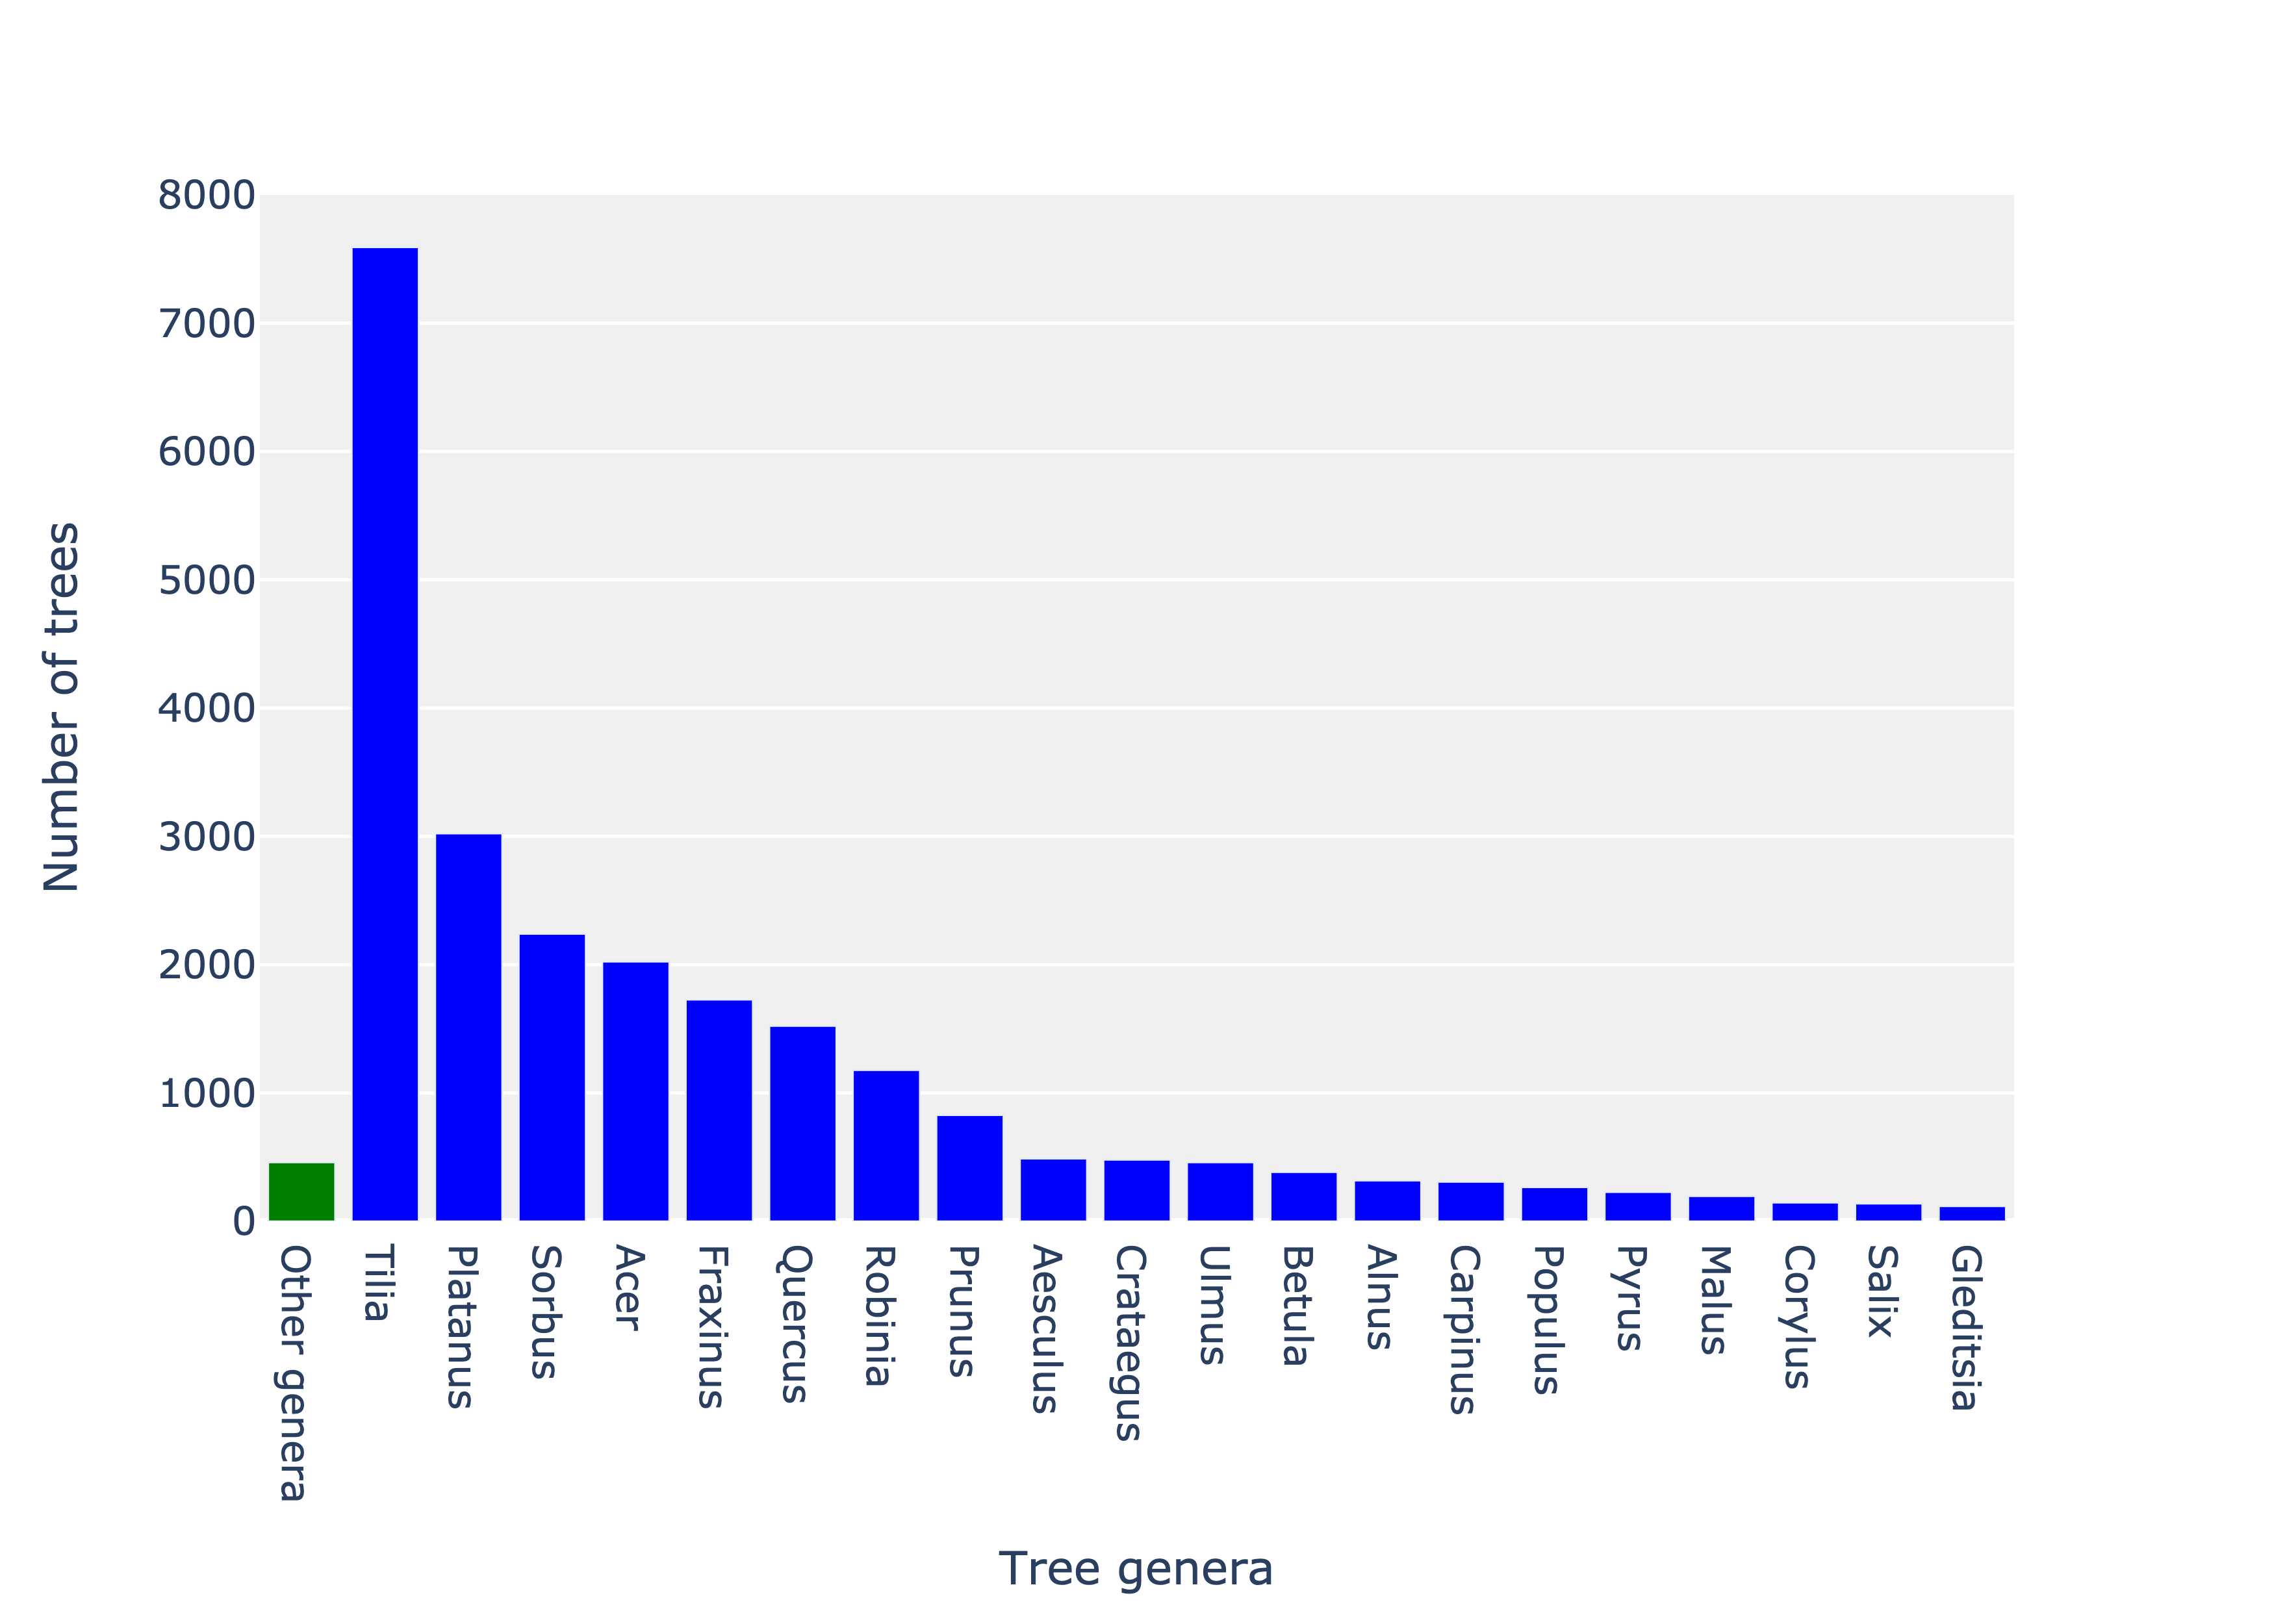 8000
7000
6000
5000
4000
3000
2000
1000
0
Number of trees
Other genera
Tilia
Platanus
Sorbus
Acer
Fraxinus
Quercus
Robinia
Prunus
Aesculus
Crataegus
Ulmus
Betula
Alnus
Carpinus
Populus
Pyrus
Malus
Corylus
Salix
Gleditsia
Tree genera